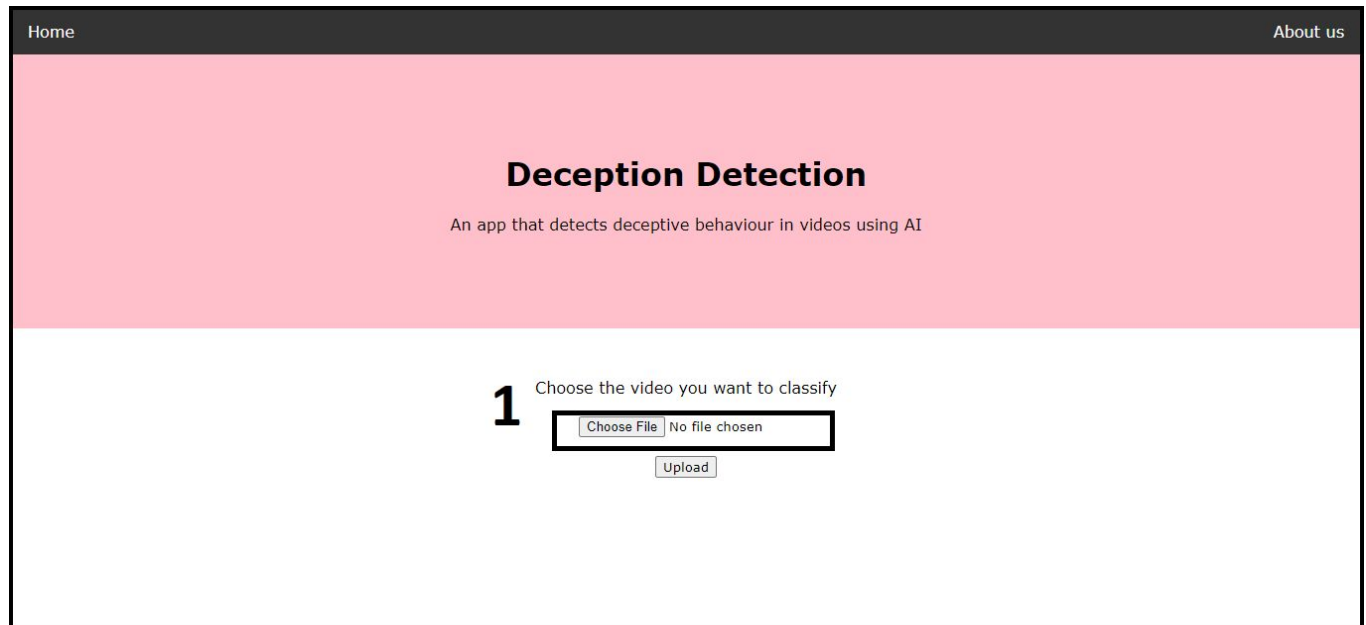 Home About us
Deception Detection
An app that detects deceptive behaviour in videos using AI
1 Choose the video you want to classify
Choose File No file chosen
Upload